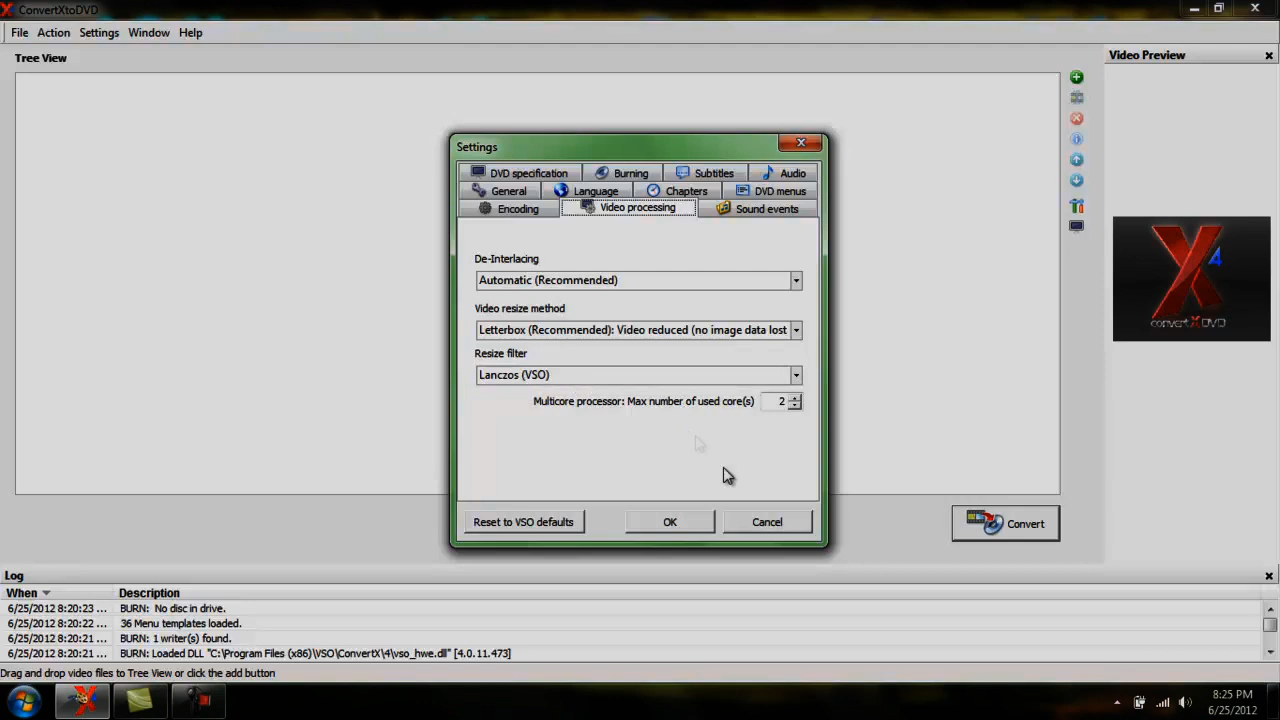 ConvertXtoDVD
File Action Settings Window Help
Tree View
Video Preview
Settings
DVD specification Burning Subtitles Audio
General Language Chapters DVD menus
Encoding Video processing Sound events
De-Interlacing
Automatic (Recommended)
Video resize method
Letterbox (Recommended): Video reduced (no image data lost
Resize filter
Lanczos (VSO)
Multicore processor: Max number of used core(s) 2
Reset to VSO defaults OK Cancel
X 4
convertXDVD
Convert
Log
When Description
6/25/2012 8:20:23 ... BURN: No disc in drive.
6/25/2012 8:20:22 ... 36 Menu templates loaded.
6/25/2012 8:20:21 ... BURN: 1 writer(s) found.
6/25/2012 8:20:21 ... BURN: Loaded DLL "C:\Program Files (x86)\VSO\ConvertX\4\vso_hwe.dll" [4.0.11.473]
Drag and drop video files to Tree View or click the add button
8:25 PM
6/25/2012